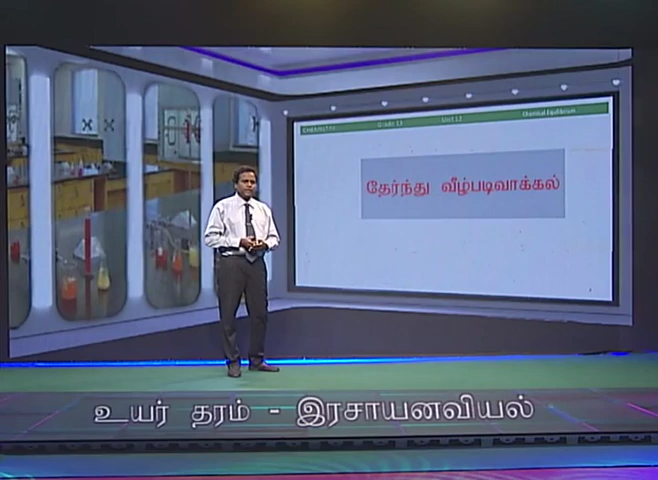 CHEMISTRY Grade 13 Unit 12 Chemical Equilibrium
தேர்ந்து வீழ்படிவாக்கல்
உயர் தரம் - இரசாயனவியல்